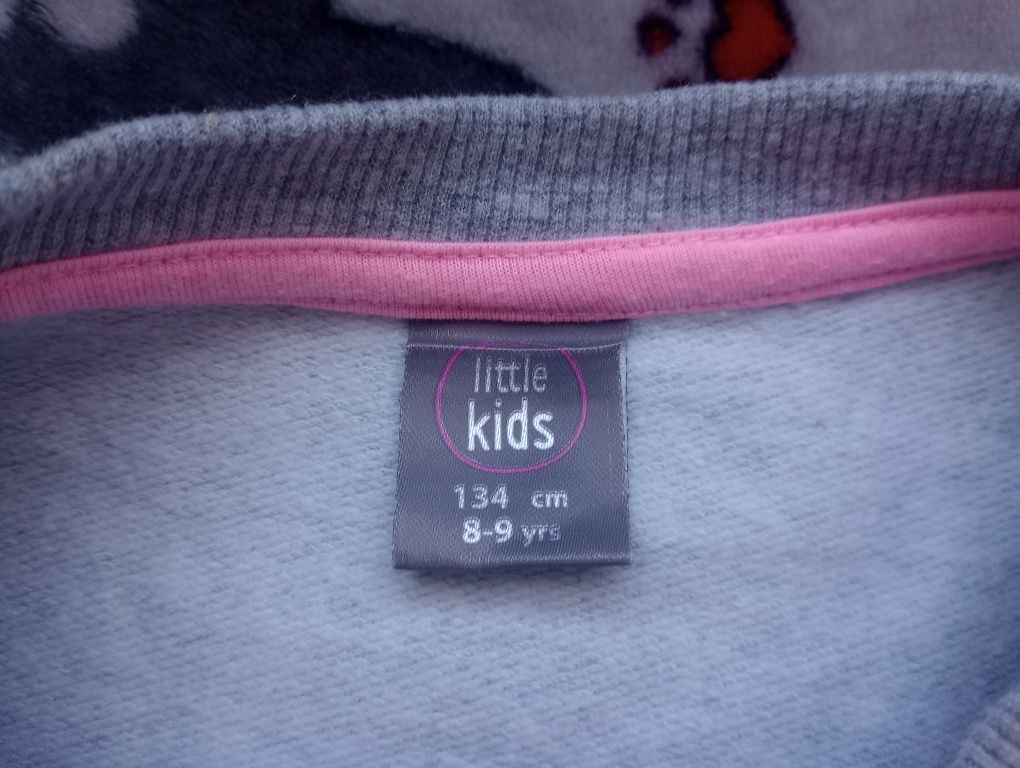 little
kids
134 cm
8-9 yrs